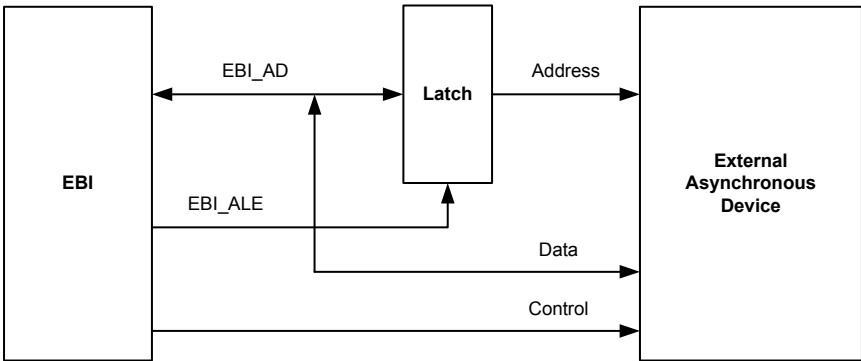 EBI_AD
Address
Latch
EBI
External
Asynchronous
Device
EBI_ALE
Data
Control